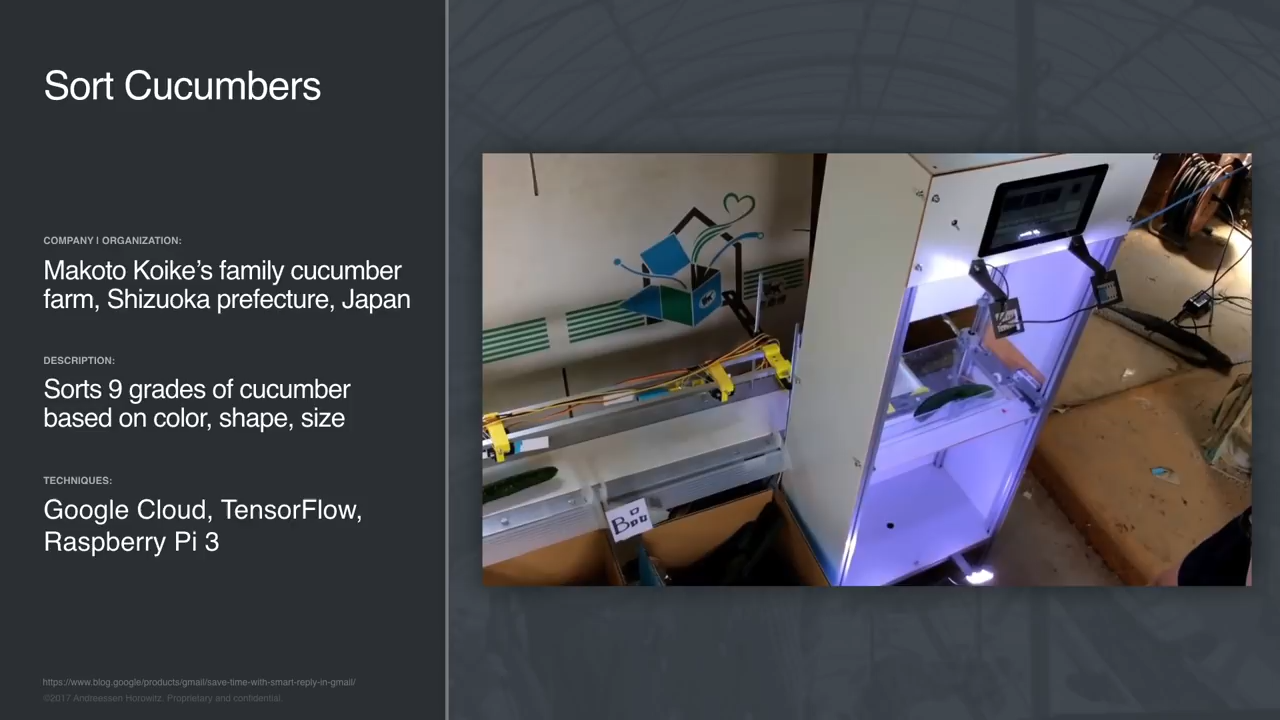 Sort Cucumbers
COMPANY | ORGANIZATION:
Makoto Koike’s family cucumber
farm, Shizuoka prefecture, Japan
DESCRIPTION:
Sorts 9 grades of cucumber
based on color, shape, size
TECHNIQUES:
Google Cloud, TensorFlow,
Raspberry Pi 3
https://www.blog.google/products/gmail/save-time-with-smart-reply-in-gmail/
©2017 Andreessen Horowitz. Proprietary and confidential.